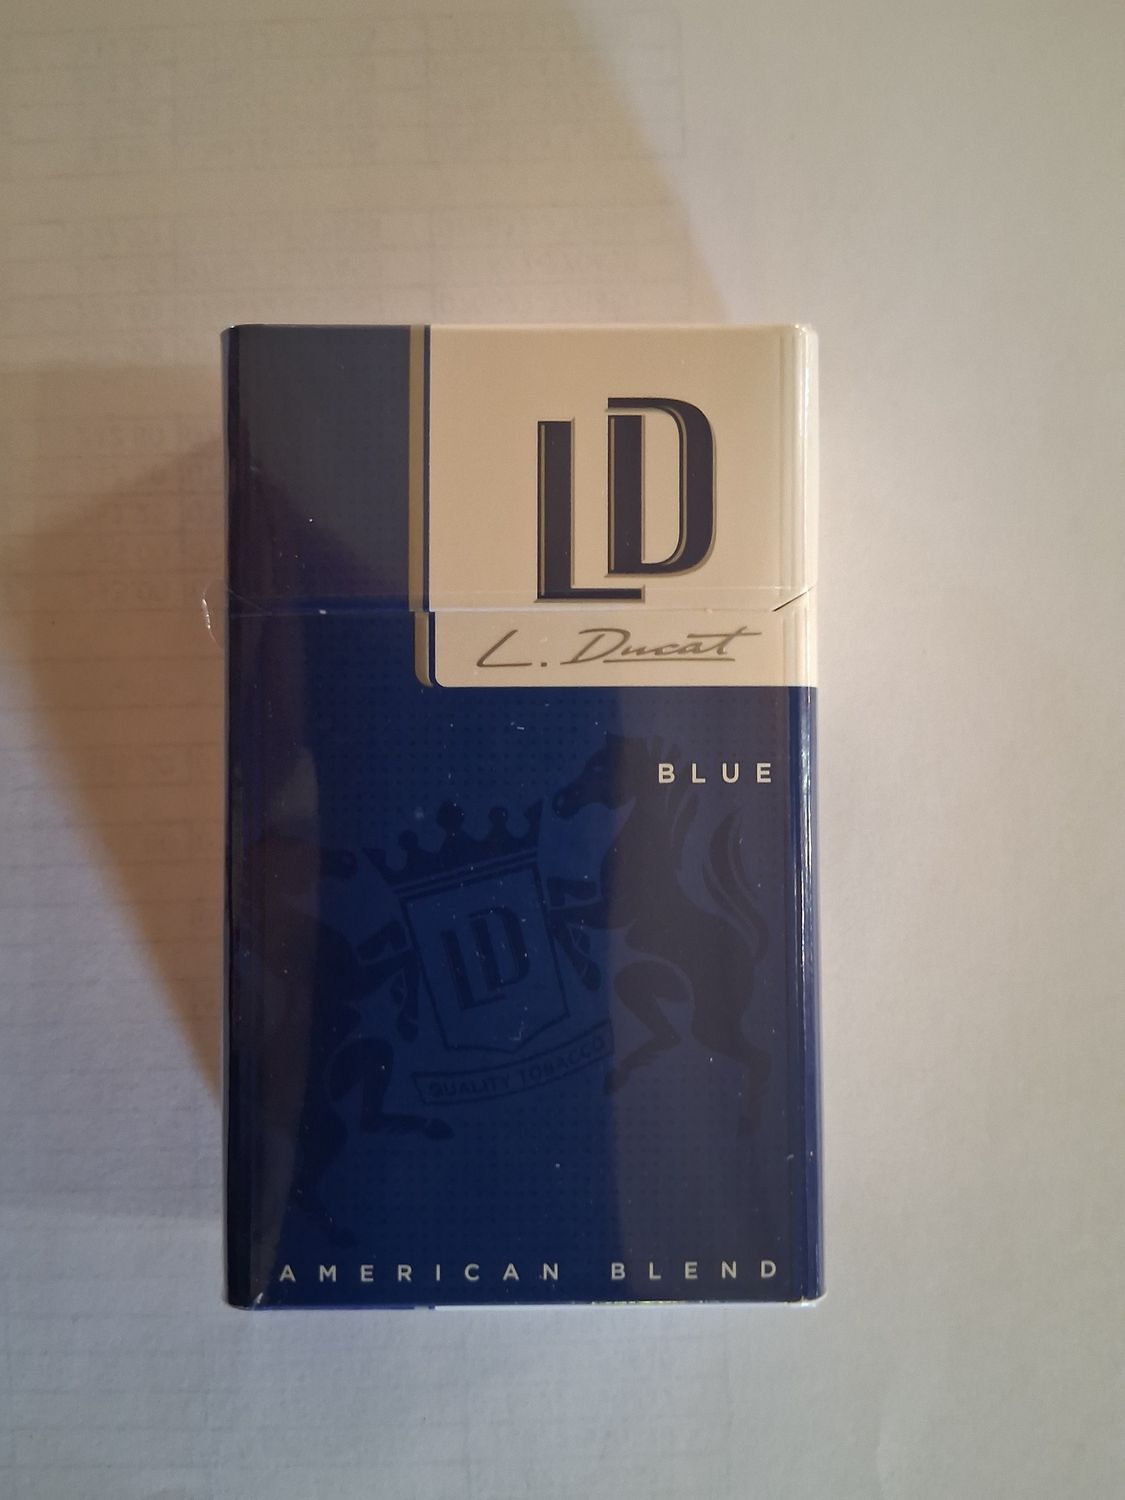 LD
L. Ducat
BLUE
LD
QUALITY TOBACCO
AMERICAN BLEND